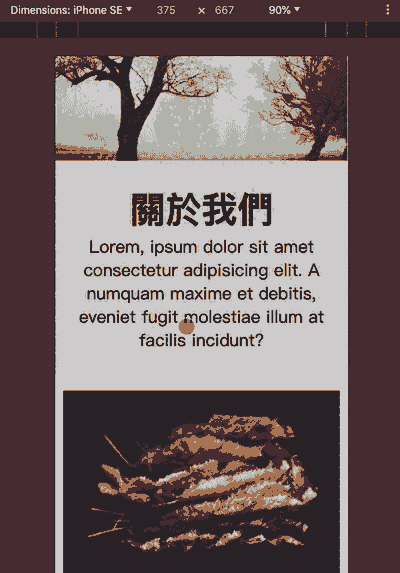 Dimensions: iPhone SE ▼ 375 × 667 90% ▼
關於我們
Lorem, ipsum dolor sit amet
consectetur adipisicing elit. A
numquam maxime et debitis,
eveniet fugit molestiae illum at
facilis incidunt?